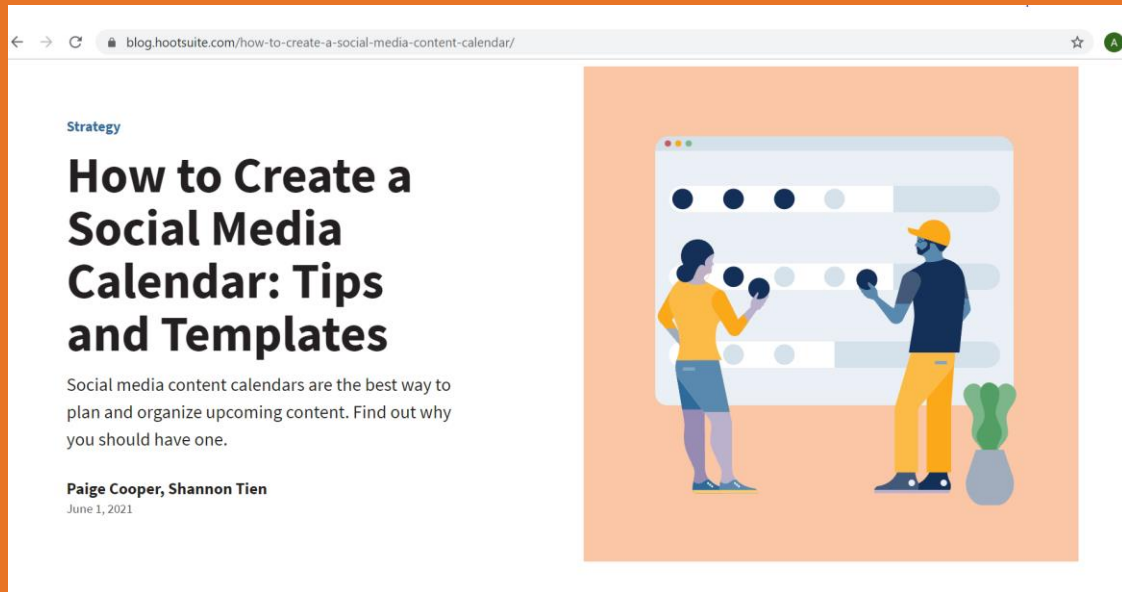 blog.hootsuite.com/how-to-create-a-social-media-content-calendar/
A
Strategy
How to Create a
Social Media
Calendar: Tips
and Templates
Social media content calendars are the best way to
plan and organize upcoming content. Find out why
you should have one.
Paige Cooper, Shannon Tien
June 1, 2021